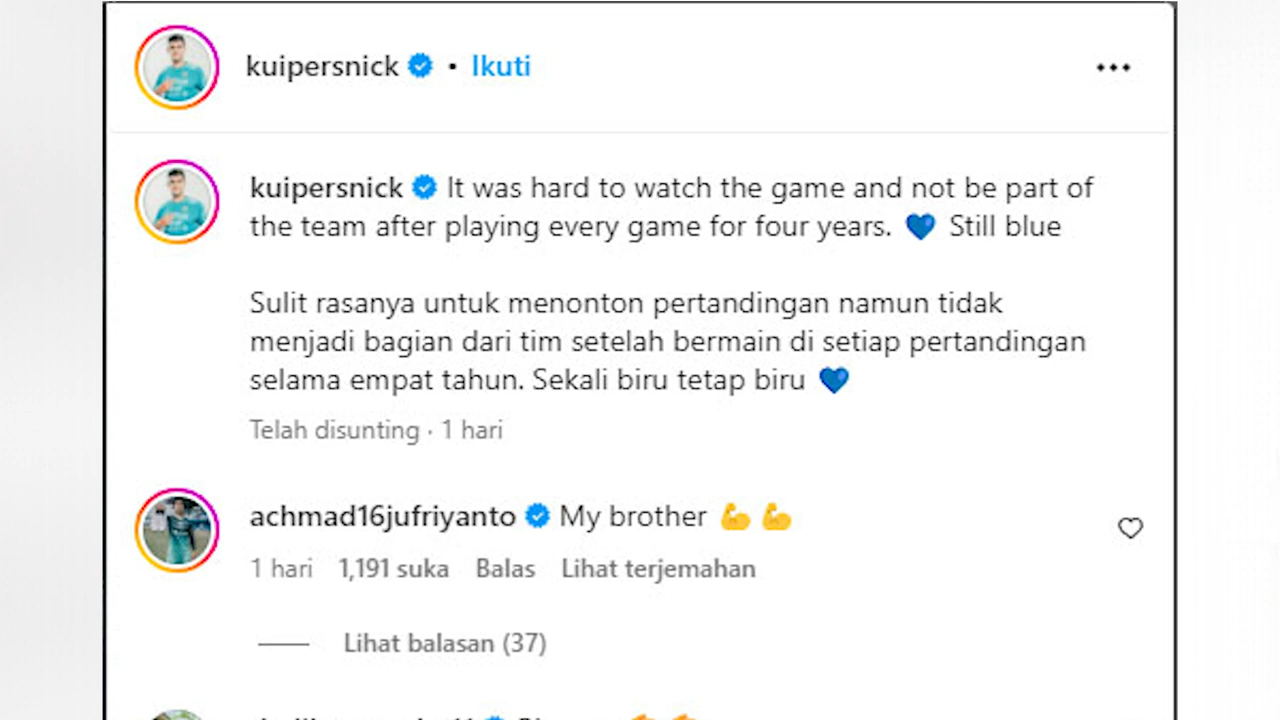 kuipersnick • Ikuti
kuipersnick It was hard to watch the game and not be part of
the team after playing every game for four years. 💙 Still blue
Sulit rasanya untuk menonton pertandingan namun tidak
menjadi bagian dari tim setelah bermain di setiap pertandingan
selama empat tahun. Sekali biru tetap biru 💙
Telah disunting · 1 hari
achmad16jufriyanto My brother 💪 💪
1 hari 1,191 suka Balas Lihat terjemahan
Lihat balasan (37)